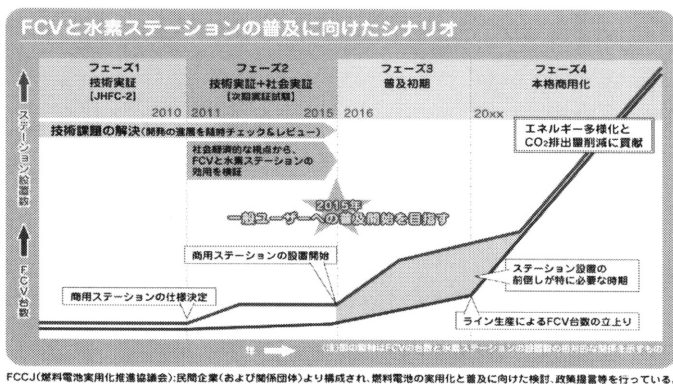 FCVと水素ステーションの普及に向けたシナリオ
フェーズ1
技術実証
【JHFC-2】
フェーズ2
技術実証+社会実証
【次期実証試験】
フェーズ3
普及初期
フェーズ4
本格商用化
2010
2011
2015
2016
20xx
ステーション設置数
FCV台数
技術課題の解決(開発の進展を随時チェック&レビュー)
社会経済的な視点から、
FCVと水素ステーションの
効用を検証
エネルギー多様化と
CO₂排出量削減に貢献
2015年
一般ユーザーへの普及開始を目指す
商用ステーションの設置開始
商用ステーションの仕様決定
ステーション設置の
前倒しが特に必要な時期
ライン生産によるFCV台数の立上り
年
(注)図の縦軸はFCVの台数と水素ステーションの設置数の相対的な関係を示すもの
FCCJ(燃料電池実用化推進協議会):民間企業(および関係団体)より構成され、燃料電池の実用化と普及に向けた検討、政策提言等を行っている。